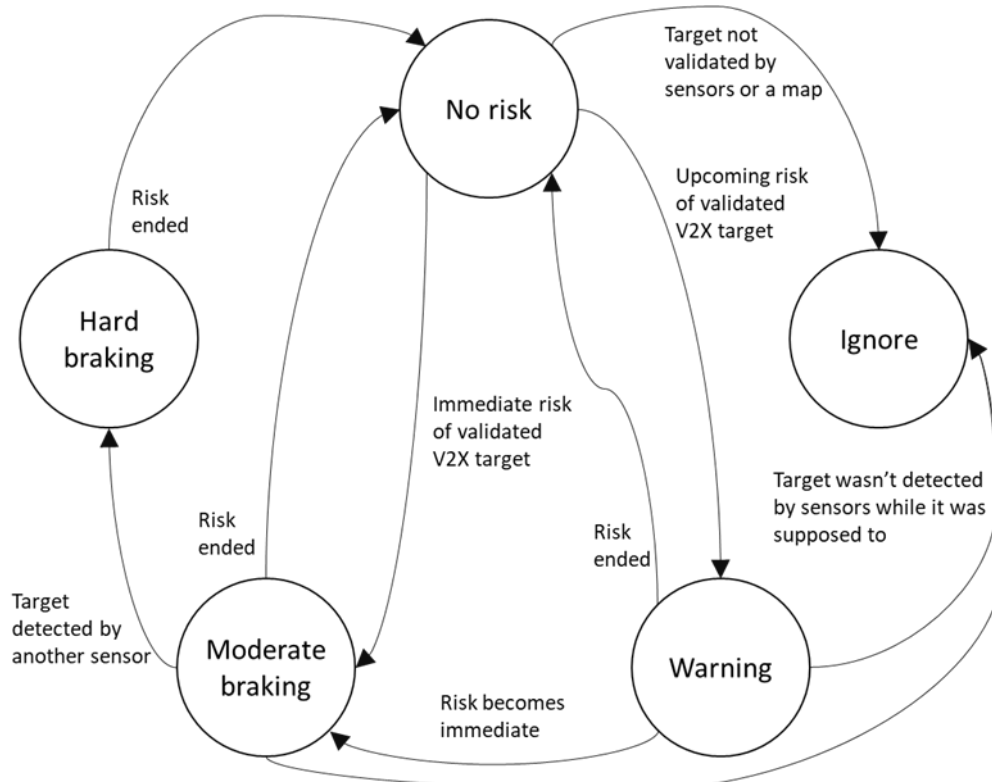 Target not
validated by
sensors or a map
No risk
Risk
ended
Upcoming risk
of validated
V2X target
Hard
braking
Ignore
Immediate risk
of validated
V2X target
Target wasn’t detected
by sensors while it was
supposed to
Risk
ended
Risk
ended
Target
detected by
another sensor
Moderate
braking
Warning
Risk becomes
immediate